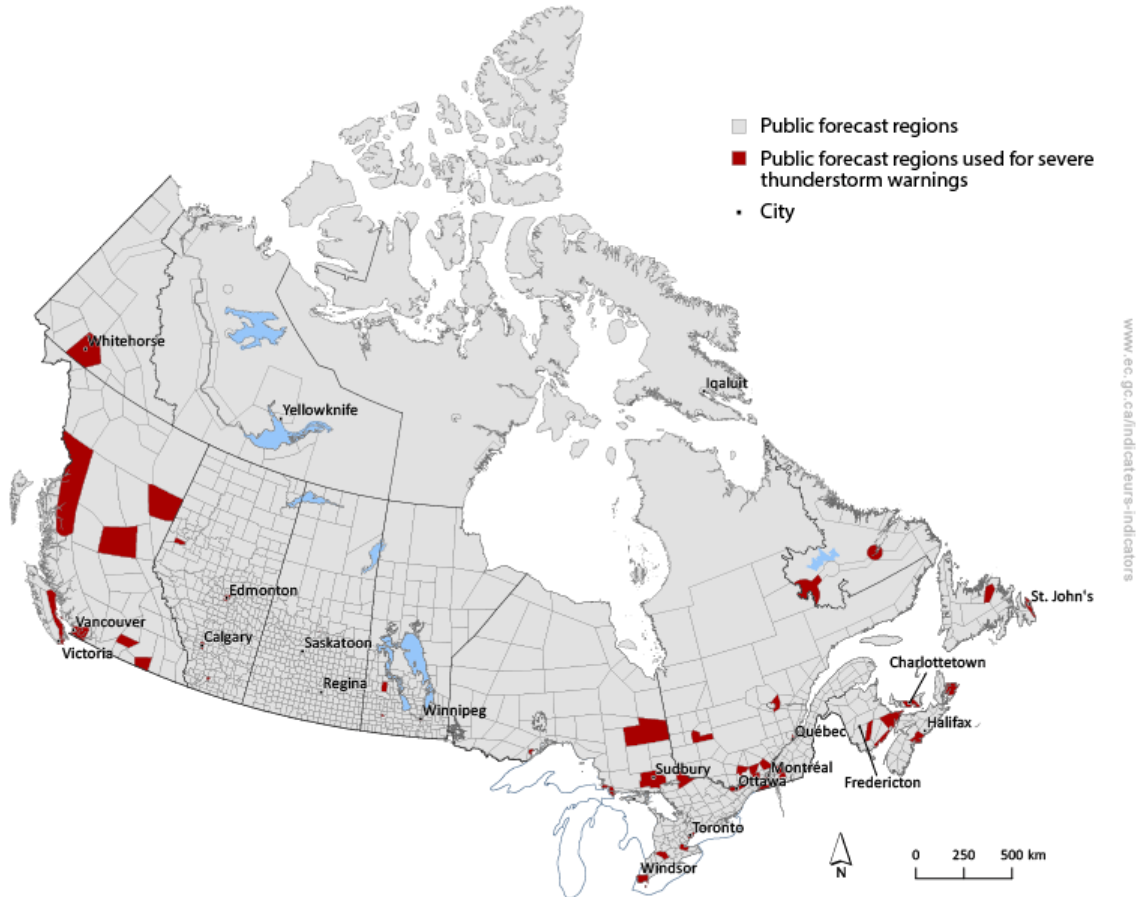 Public forecast regions
Public forecast regions used for severe
thunderstorm warnings
City
Whitehorse
Iqaluit
Yellowknife
Edmonton
St. John's
Vancouver
Calgary
Saskatoon
Victoria
Charlottetown
Regina
Winnipeg
Québec
Halifax
Sudbury
Montréal
Ottawa
Fredericton
Toronto
Windsor
N
0 250 500 km
www.ec.gc.ca/indicateurs-indicators